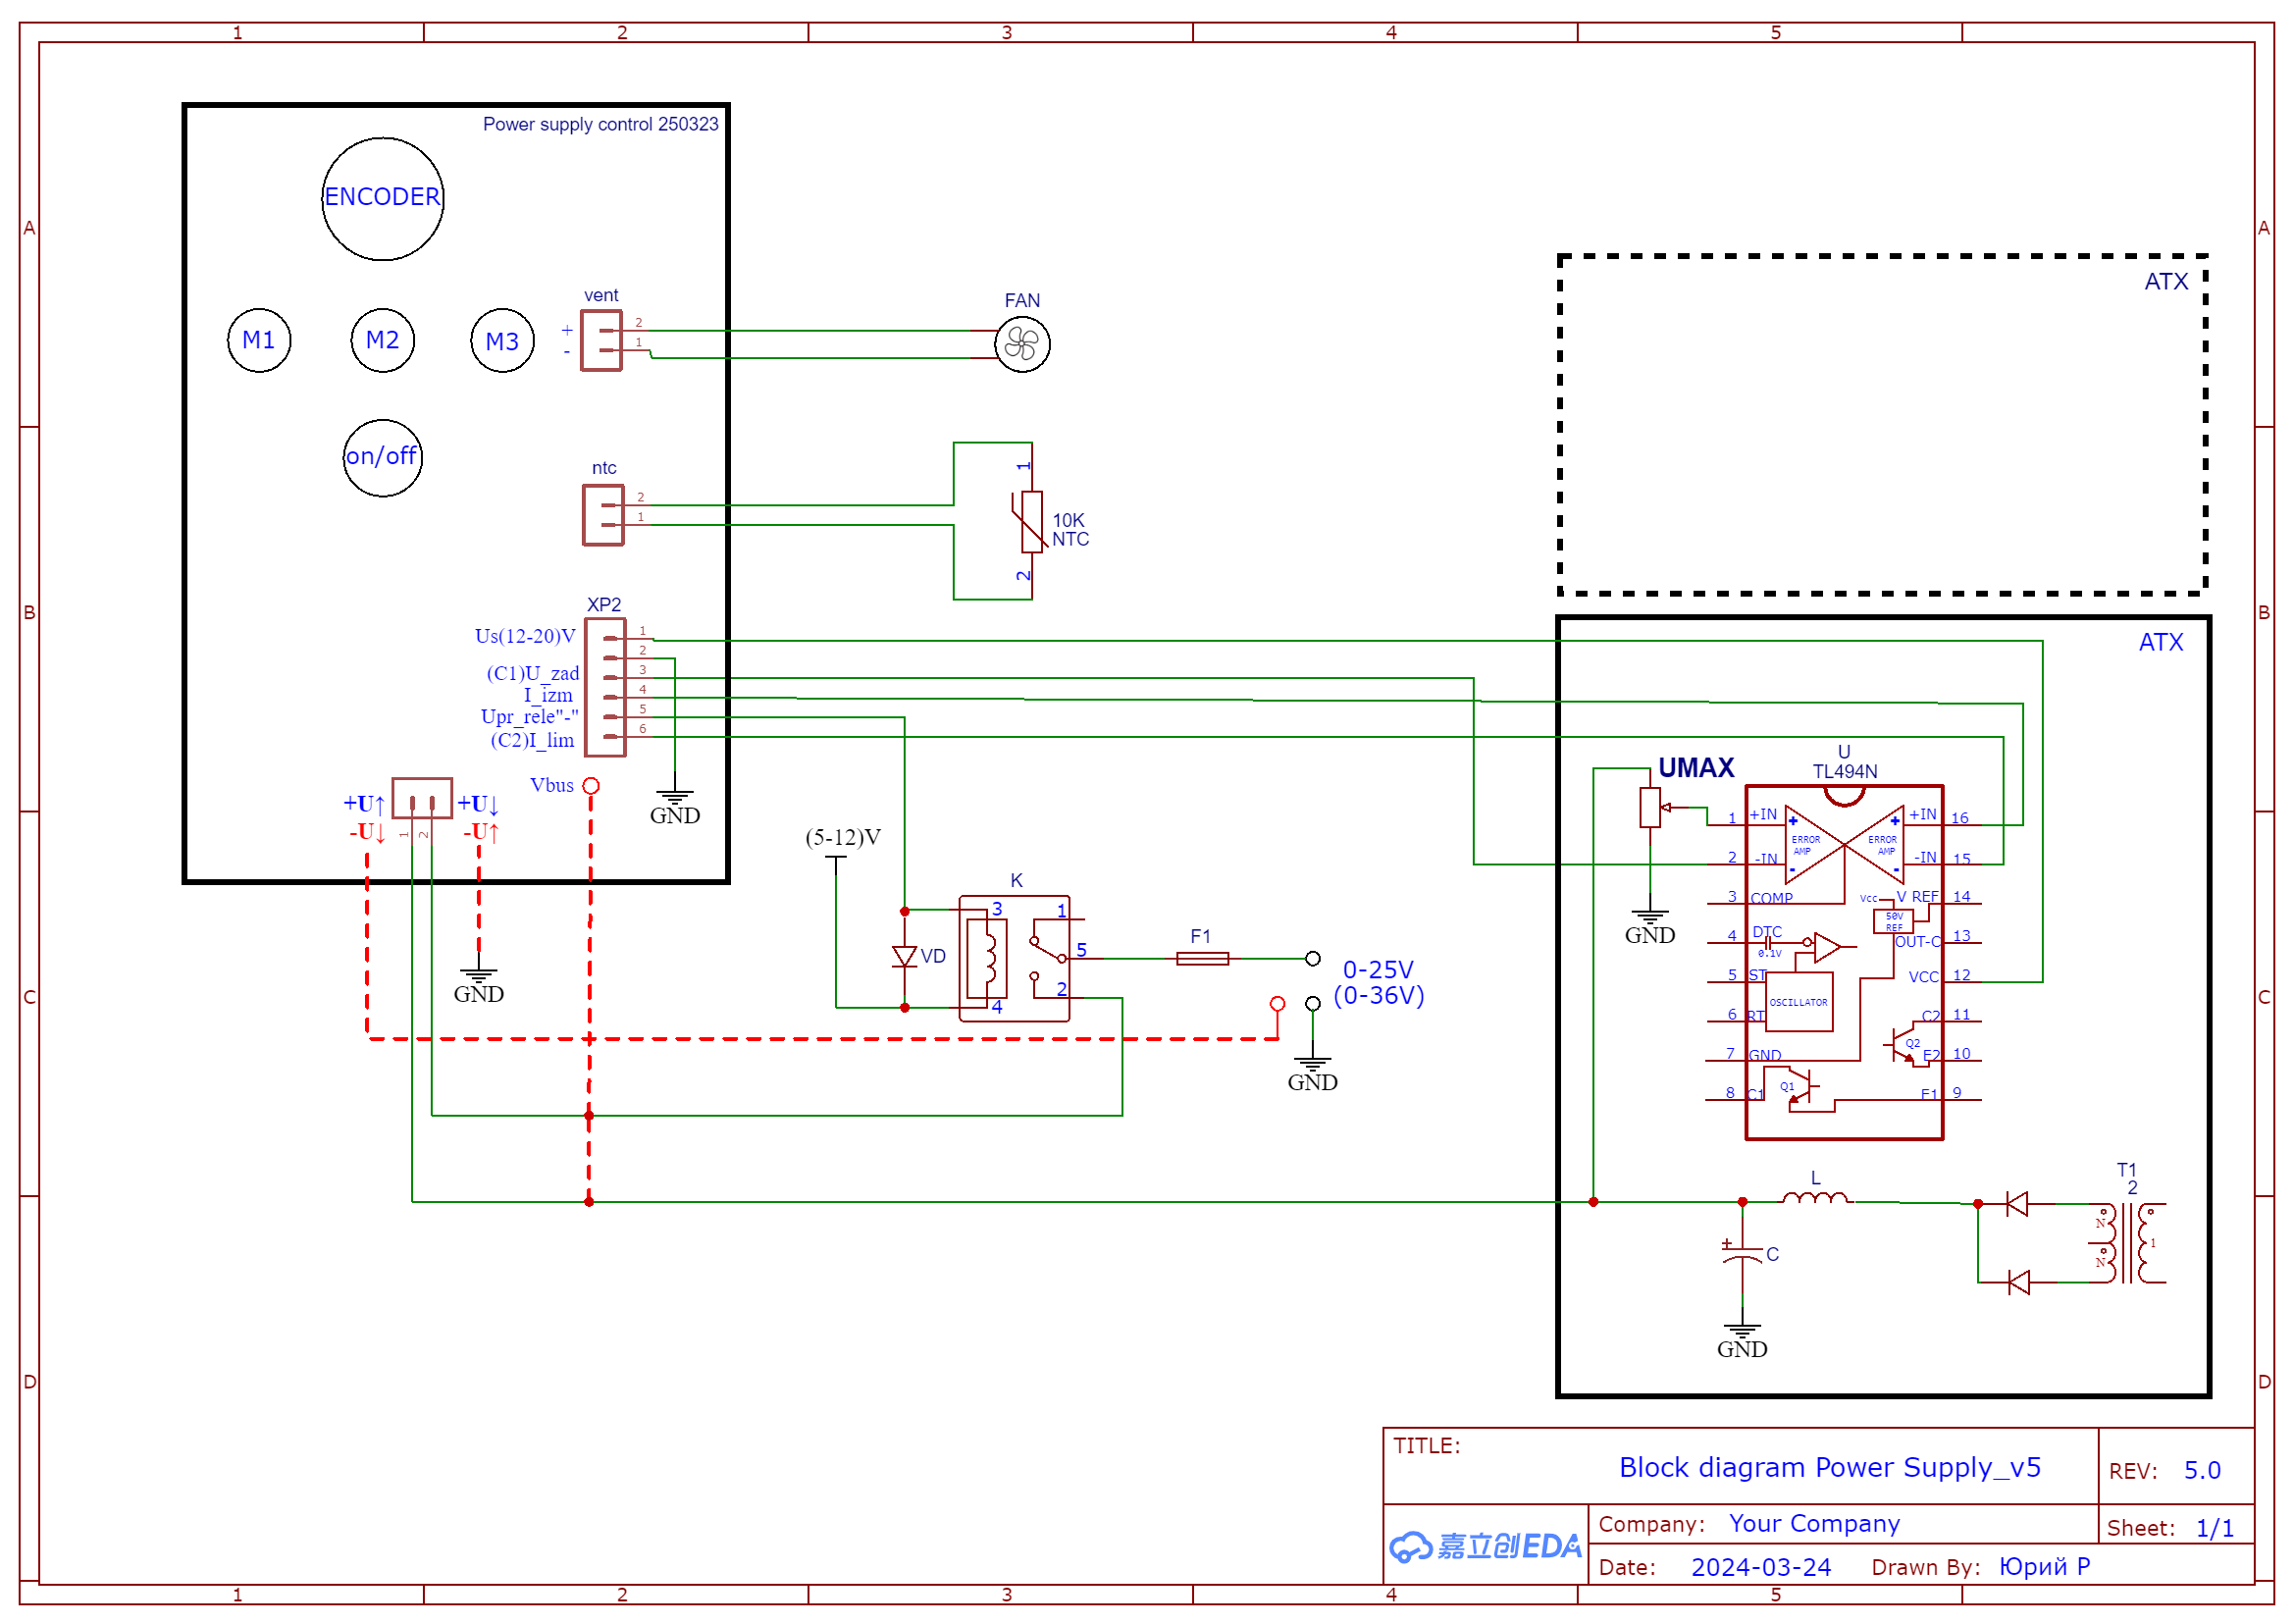 1 2 3 4 5
A A
B B
C C
D D
Power supply control 250323
ENCODER
M1 M2 M3
on/off
vent
+
-
2
1
FAN
ntc
2
1
1
10K
NTC
2
XP2
Us(12-20)V 1
2
(C1)U_zad 3
I_izm 4
Upr_rele"-" 5
(C2)I_lim 6
Vbus
GND
+U↑ +U↓
-U↓ -U↑
1 2
GND
(5-12)V
VD
K
3 1
5
4 2
F1
0-25V
(0-36V)
GND
ATX
ATX
UMAX
GND
U
TL494N
1 +IN +IN 16
ERROR AMP ERROR AMP
2 -IN -IN 15
3 COMP Vcc V REF 14
50V REF
4 DTC OUT-C 13
0.1V
5 ST VCC 12
OSCILLATOR
6 RT C2 11
Q2
7 GND E2 10
8 C1 Q1 E1 9
L
+ C
GND
T1
2
N
N
1
TITLE:
Block diagram Power Supply_v5
REV: 5.0
嘉立创EDA
Company: Your Company
Sheet: 1/1
Date: 2024-03-24 Drawn By: Юрий Р
1 2 3 4 5